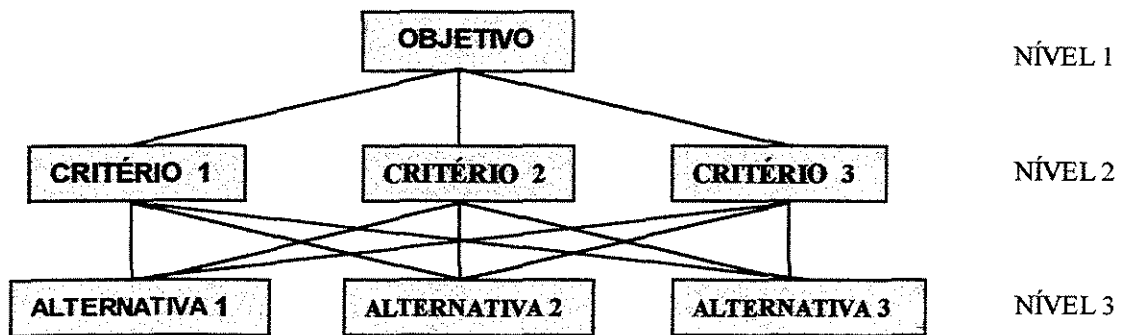 OBJETIVO NÍVEL 1
CRITÉRIO 1 CRITÉRIO 2 CRITÉRIO 3 NÍVEL 2
ALTERNATIVA 1 ALTERNATIVA 2 ALTERNATIVA 3 NÍVEL 3